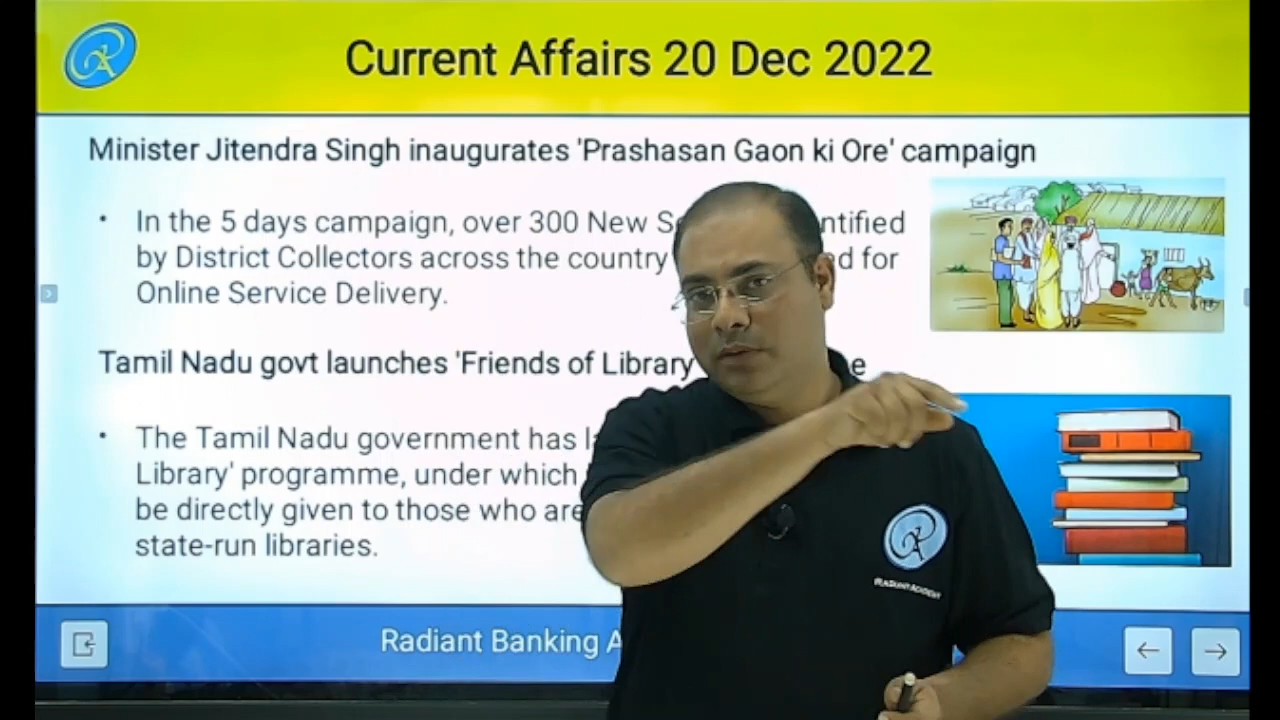 Current Affairs 20 Dec 2022
Minister Jitendra Singh inaugurates 'Prashasan Gaon ki Ore' campaign
• In the 5 days campaign, over 300 New
by District Collectors across the country for
Online Service Delivery.
Tamil Nadu govt launches 'Friends of Library
• The Tamil Nadu government has
Library' programme, under which
be directly given to those who are
state-run libraries.
RADIANT ACADEMY
Radiant Banking